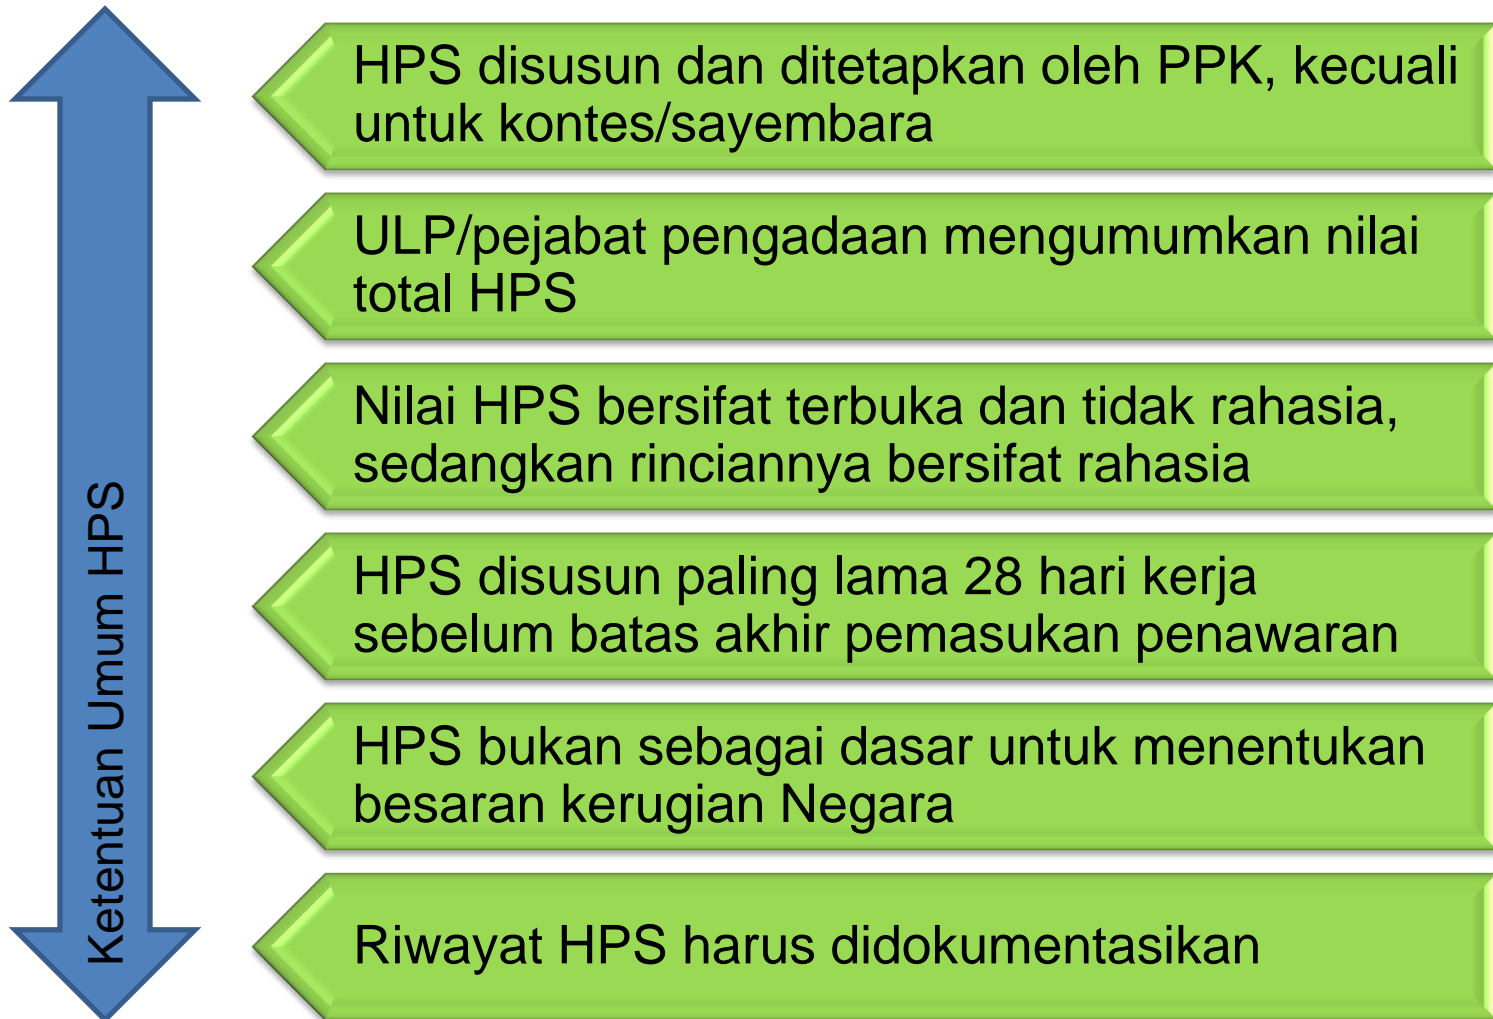 Ketentuan Umum HPS
HPS disusun dan ditetapkan oleh PPK, kecuali
untuk kontes/sayembara
ULP/pejabat pengadaan mengumumkan nilai
total HPS
Nilai HPS bersifat terbuka dan tidak rahasia,
sedangkan rinciannya bersifat rahasia
HPS disusun paling lama 28 hari kerja
sebelum batas akhir pemasukan penawaran
HPS bukan sebagai dasar untuk menentukan
besaran kerugian Negara
Riwayat HPS harus didokumentasikan